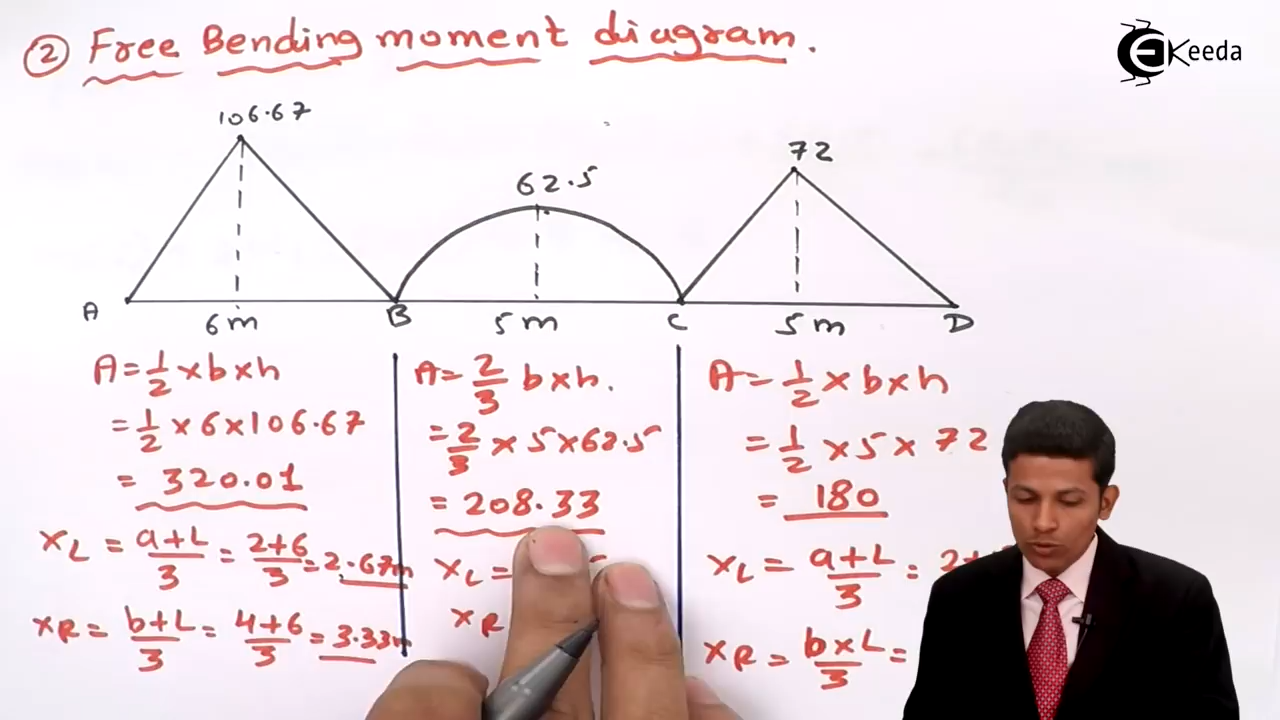 ② Free Bending moment diagram.
EKeeda
106.67
62.5
72
A
6m
B
5m
C
5m
D
A = 1/2 × b × h
= 1/2 × 6 × 106.67
= 320.01
xL = a+L/3 = 2+6/3 = 2.67m
xR = b+L/3 = 4+6/3 = 3.33m
A = 2/3 b×h.
= 2/3 × 5 × 62.5
= 208.33
xL =
xR
A = 1/2 × b × h
= 1/2 × 5 × 72
= 180
xL = a+L/3 = 2+
xR = b×L/3 =